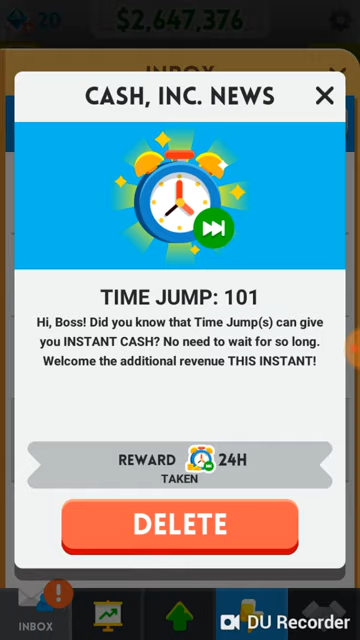 20
$2,647,376
INBOX
CASH, INC. NEWS
TIME JUMP: 101
Hi, Boss! Did you know that Time Jump(s) can give
you INSTANT CASH? No need to wait for so long.
Welcome the additional revenue THIS INSTANT!
REWARD 24H
TAKEN
DELETE
INBOX
!
DU Recorder